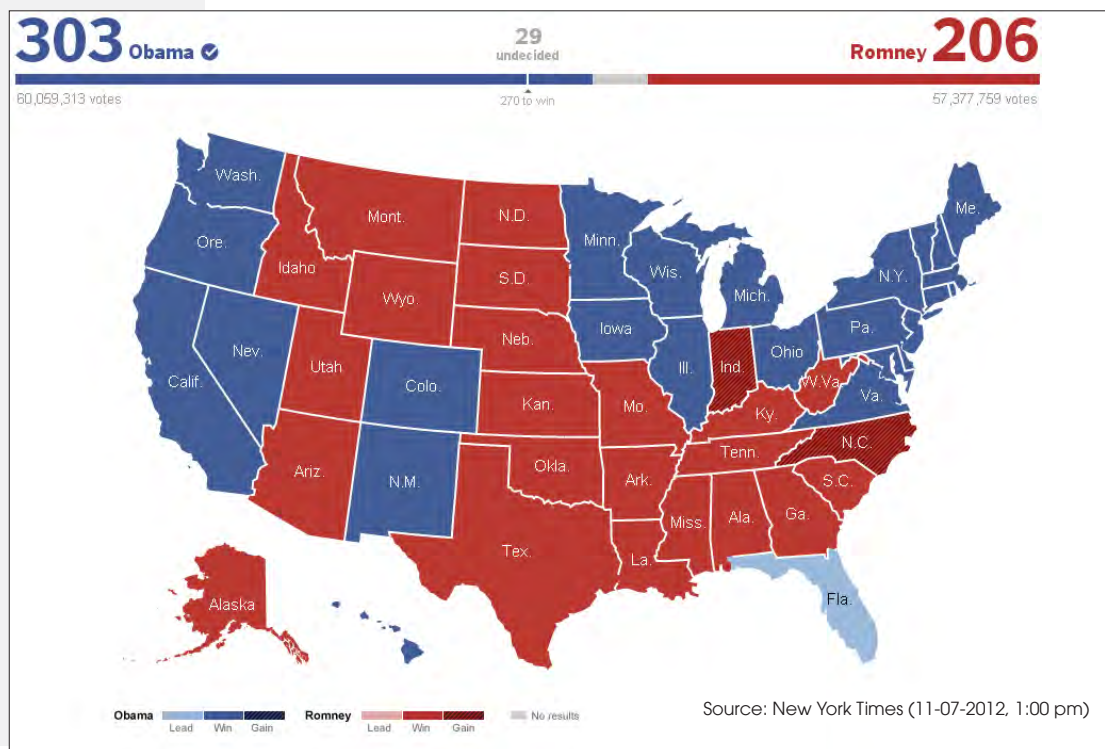 303 Obama
29
undecided
Romney 206
60,059,313 votes
270 to win
57,377,759 votes
Wash.
Ore.
Calif.
Nev.
Idaho
Mont.
Wyo.
Utah
Colo.
Ariz.
N.M.
N.D.
S.D.
Neb.
Kan.
Okla.
Tex.
Minn.
Iowa
Mo.
Ark.
La.
Wis.
Ill.
Mich.
Ind.
Ohio
Ky.
Tenn.
Miss.
Ala.
Ga.
Fla.
S.C.
N.C.
Va.
W.Va.
Pa.
N.Y.
Me.
Alaska
Obama
Lead Win Gain
Romney
Lead Win Gain
No results
Source: New York Times (11-07-2012, 1:00 pm)